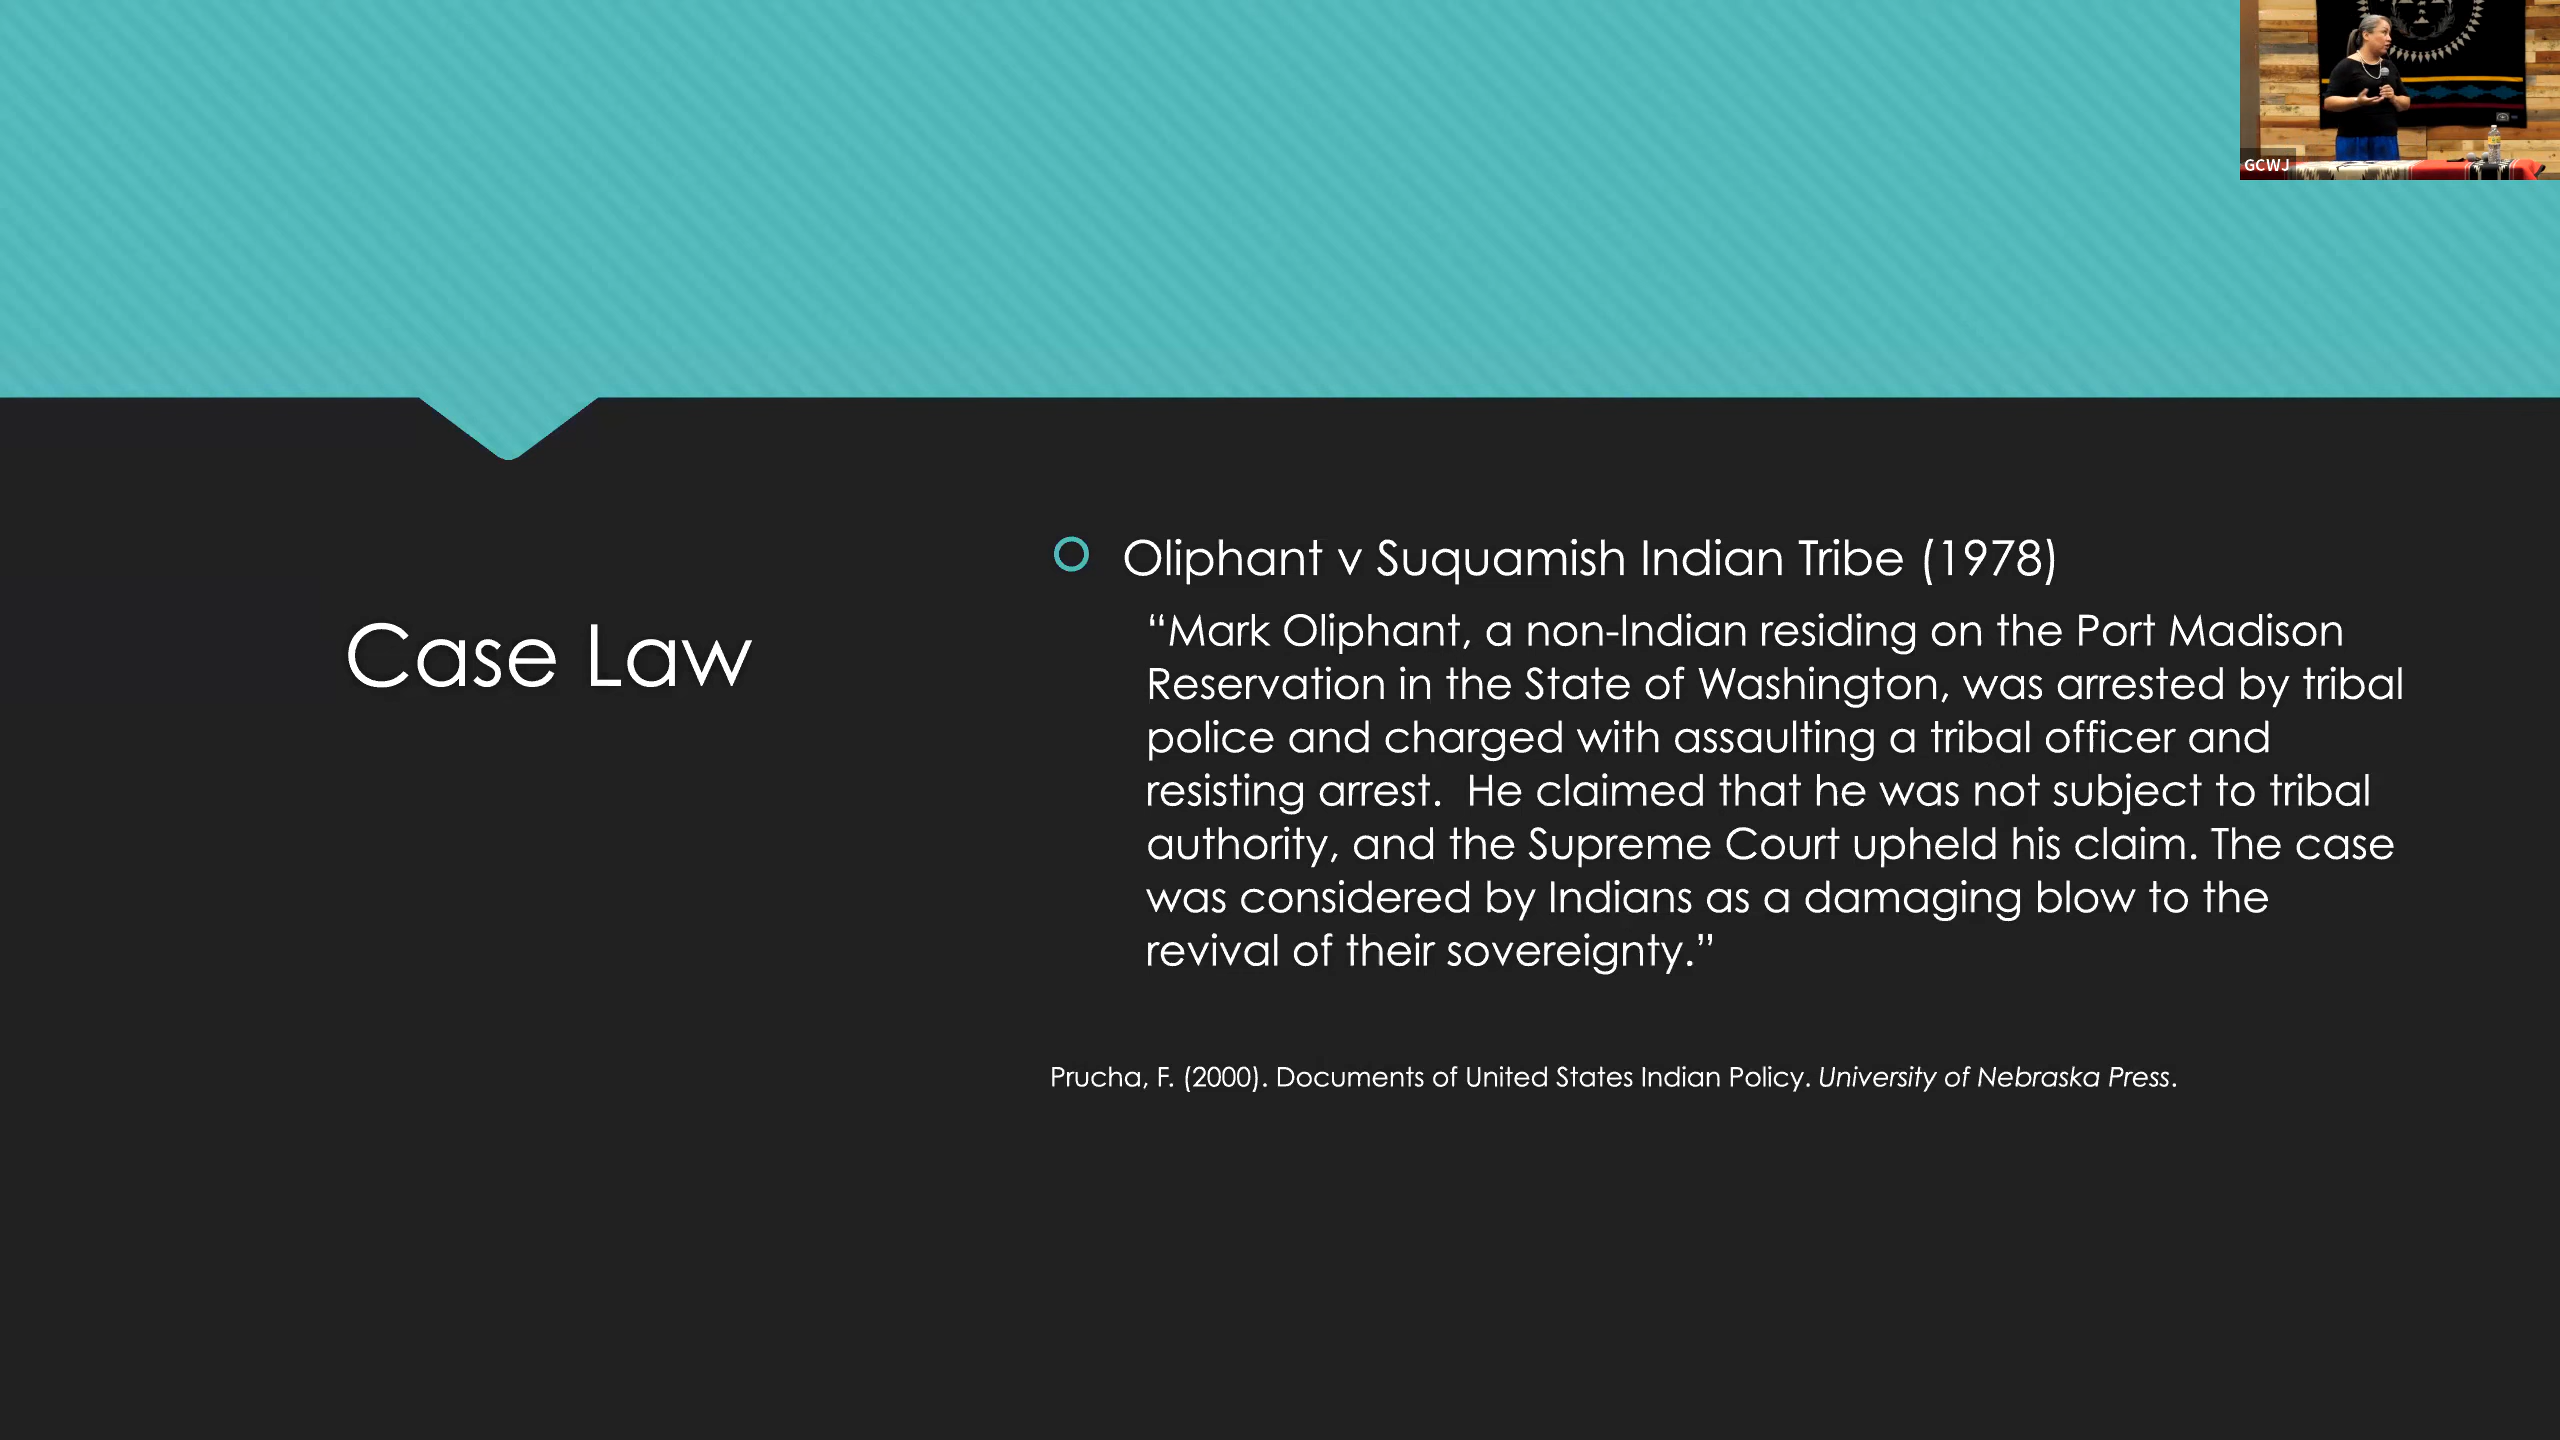 GCWJ
Case Law
Oliphant v Suquamish Indian Tribe (1978)
“Mark Oliphant, a non-Indian residing on the Port Madison
Reservation in the State of Washington, was arrested by tribal
police and charged with assaulting a tribal officer and
resisting arrest.  He claimed that he was not subject to tribal
authority, and the Supreme Court upheld his claim. The case
was considered by Indians as a damaging blow to the
revival of their sovereignty.”
Prucha, F. (2000). Documents of United States Indian Policy. University of Nebraska Press.